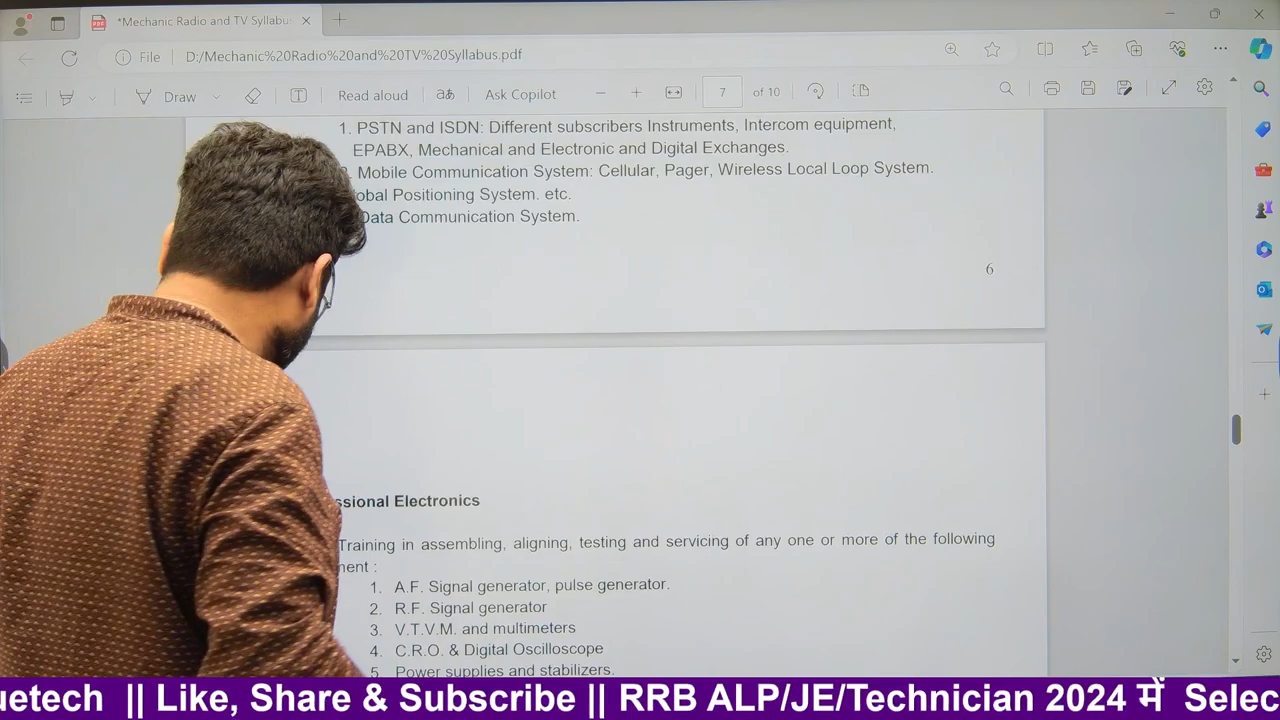 *Mechanic Radio and TV Syllabu
File D:/Mechanic%20Radio%20and%20TV%20Syllabus.pdf
Draw Read aloud Ask Copilot 7 of 10
1. PSTN and ISDN: Different subscribers Instruments, Intercom equipment,
EPABX, Mechanical and Electronic and Digital Exchanges.
Mobile Communication System: Cellular, Pager, Wireless Local Loop System.
obal Positioning System. etc.
Data Communication System.
6
ssional Electronics
Training in assembling, aligning, testing and servicing of any one or more of the following
ment :
1. A.F. Signal generator, pulse generator.
2. R.F. Signal generator
3. V.T.V.M. and multimeters
4. C.R.O. & Digital Oscilloscope
5. Power supplies and stabilizers.
uetech || Like, Share & Subscribe || RRB ALP/JE/Technician 2024 में Selec